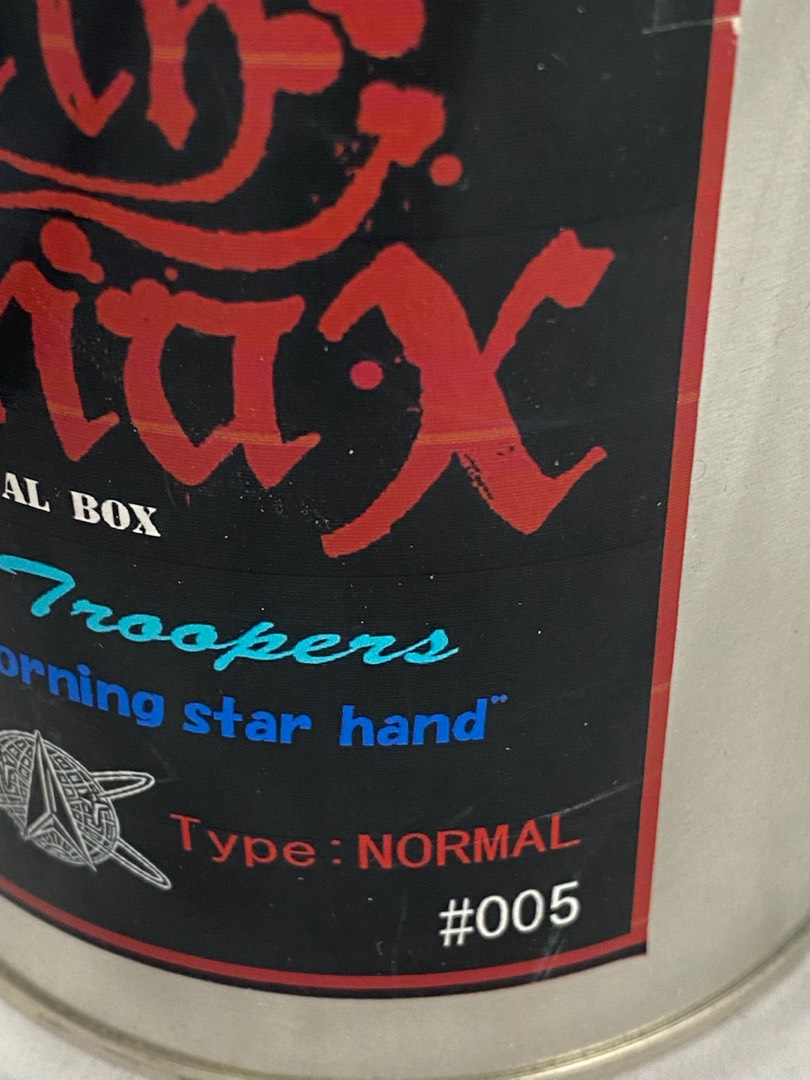 AL BOX
Troopers
orning star hand"
Type:NORMAL
#005